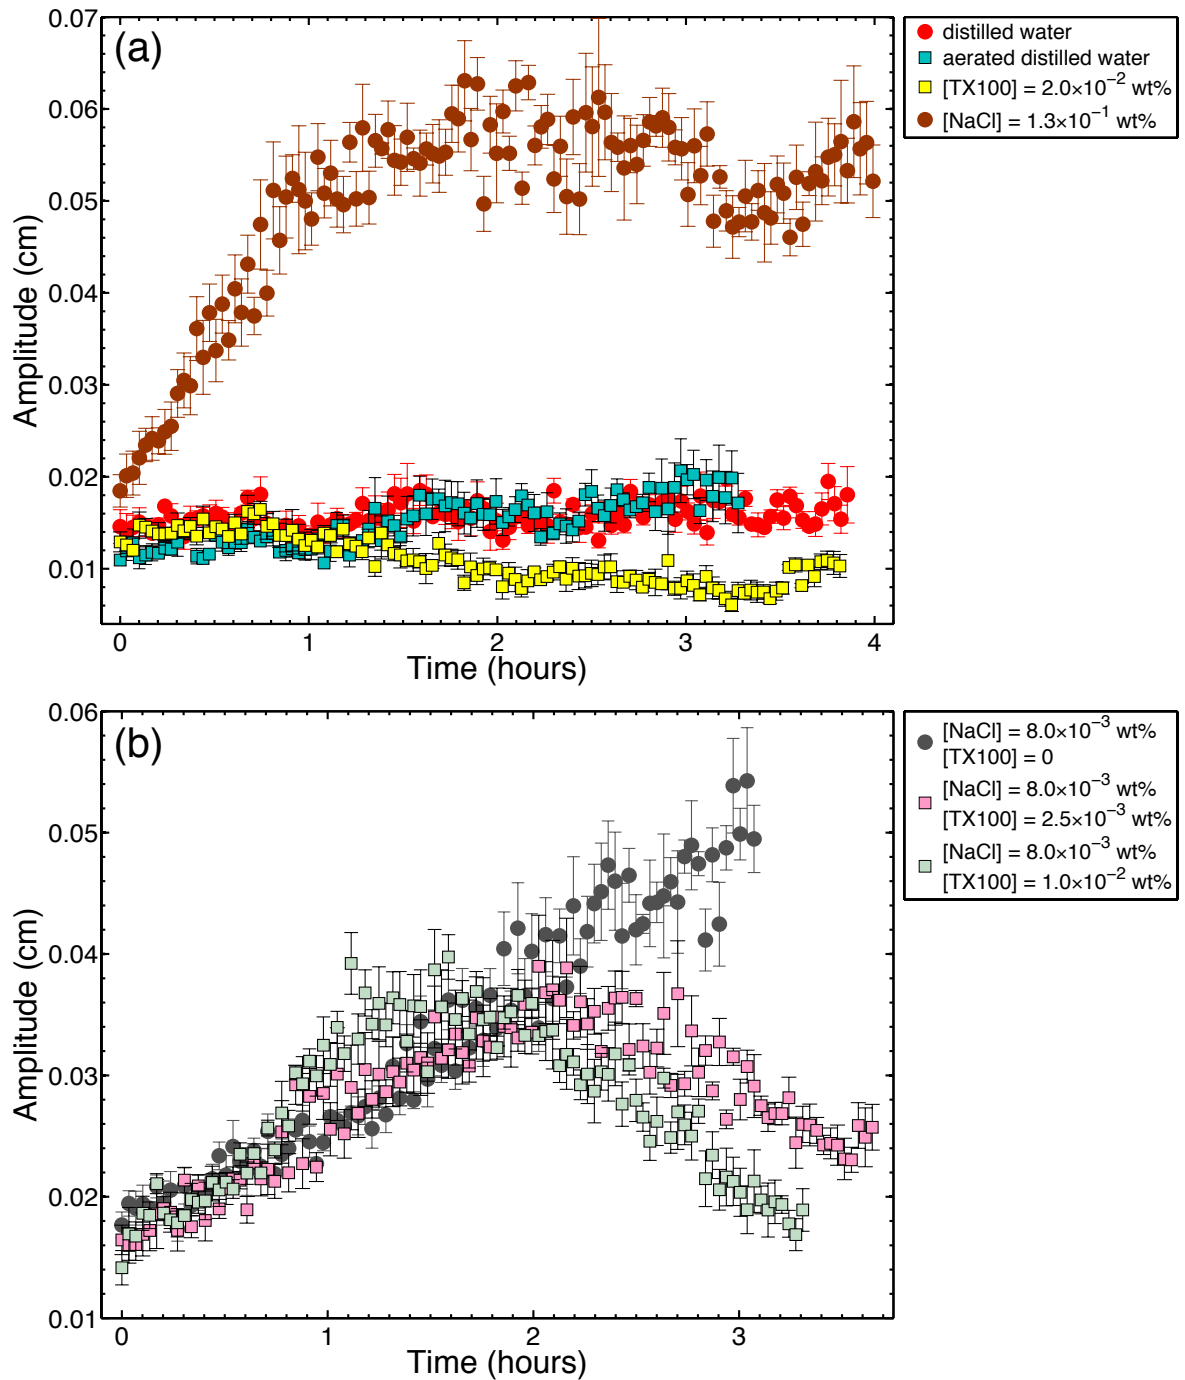 0.07
(a)
0.06
0.05
0.04
0.03
0.02
0.01
Amplitude (cm)
0
1
2
3
4
Time (hours)
distilled water
aerated distilled water
[TX100] = 2.0×10⁻² wt%
[NaCl] = 1.3×10⁻¹ wt%
0.06
(b)
0.05
0.04
0.03
0.02
0.01
Amplitude (cm)
0
1
2
3
Time (hours)
[NaCl] = 8.0×10⁻³ wt%
[TX100] = 0
[NaCl] = 8.0×10⁻³ wt%
[TX100] = 2.5×10⁻³ wt%
[NaCl] = 8.0×10⁻³ wt%
[TX100] = 1.0×10⁻² wt%